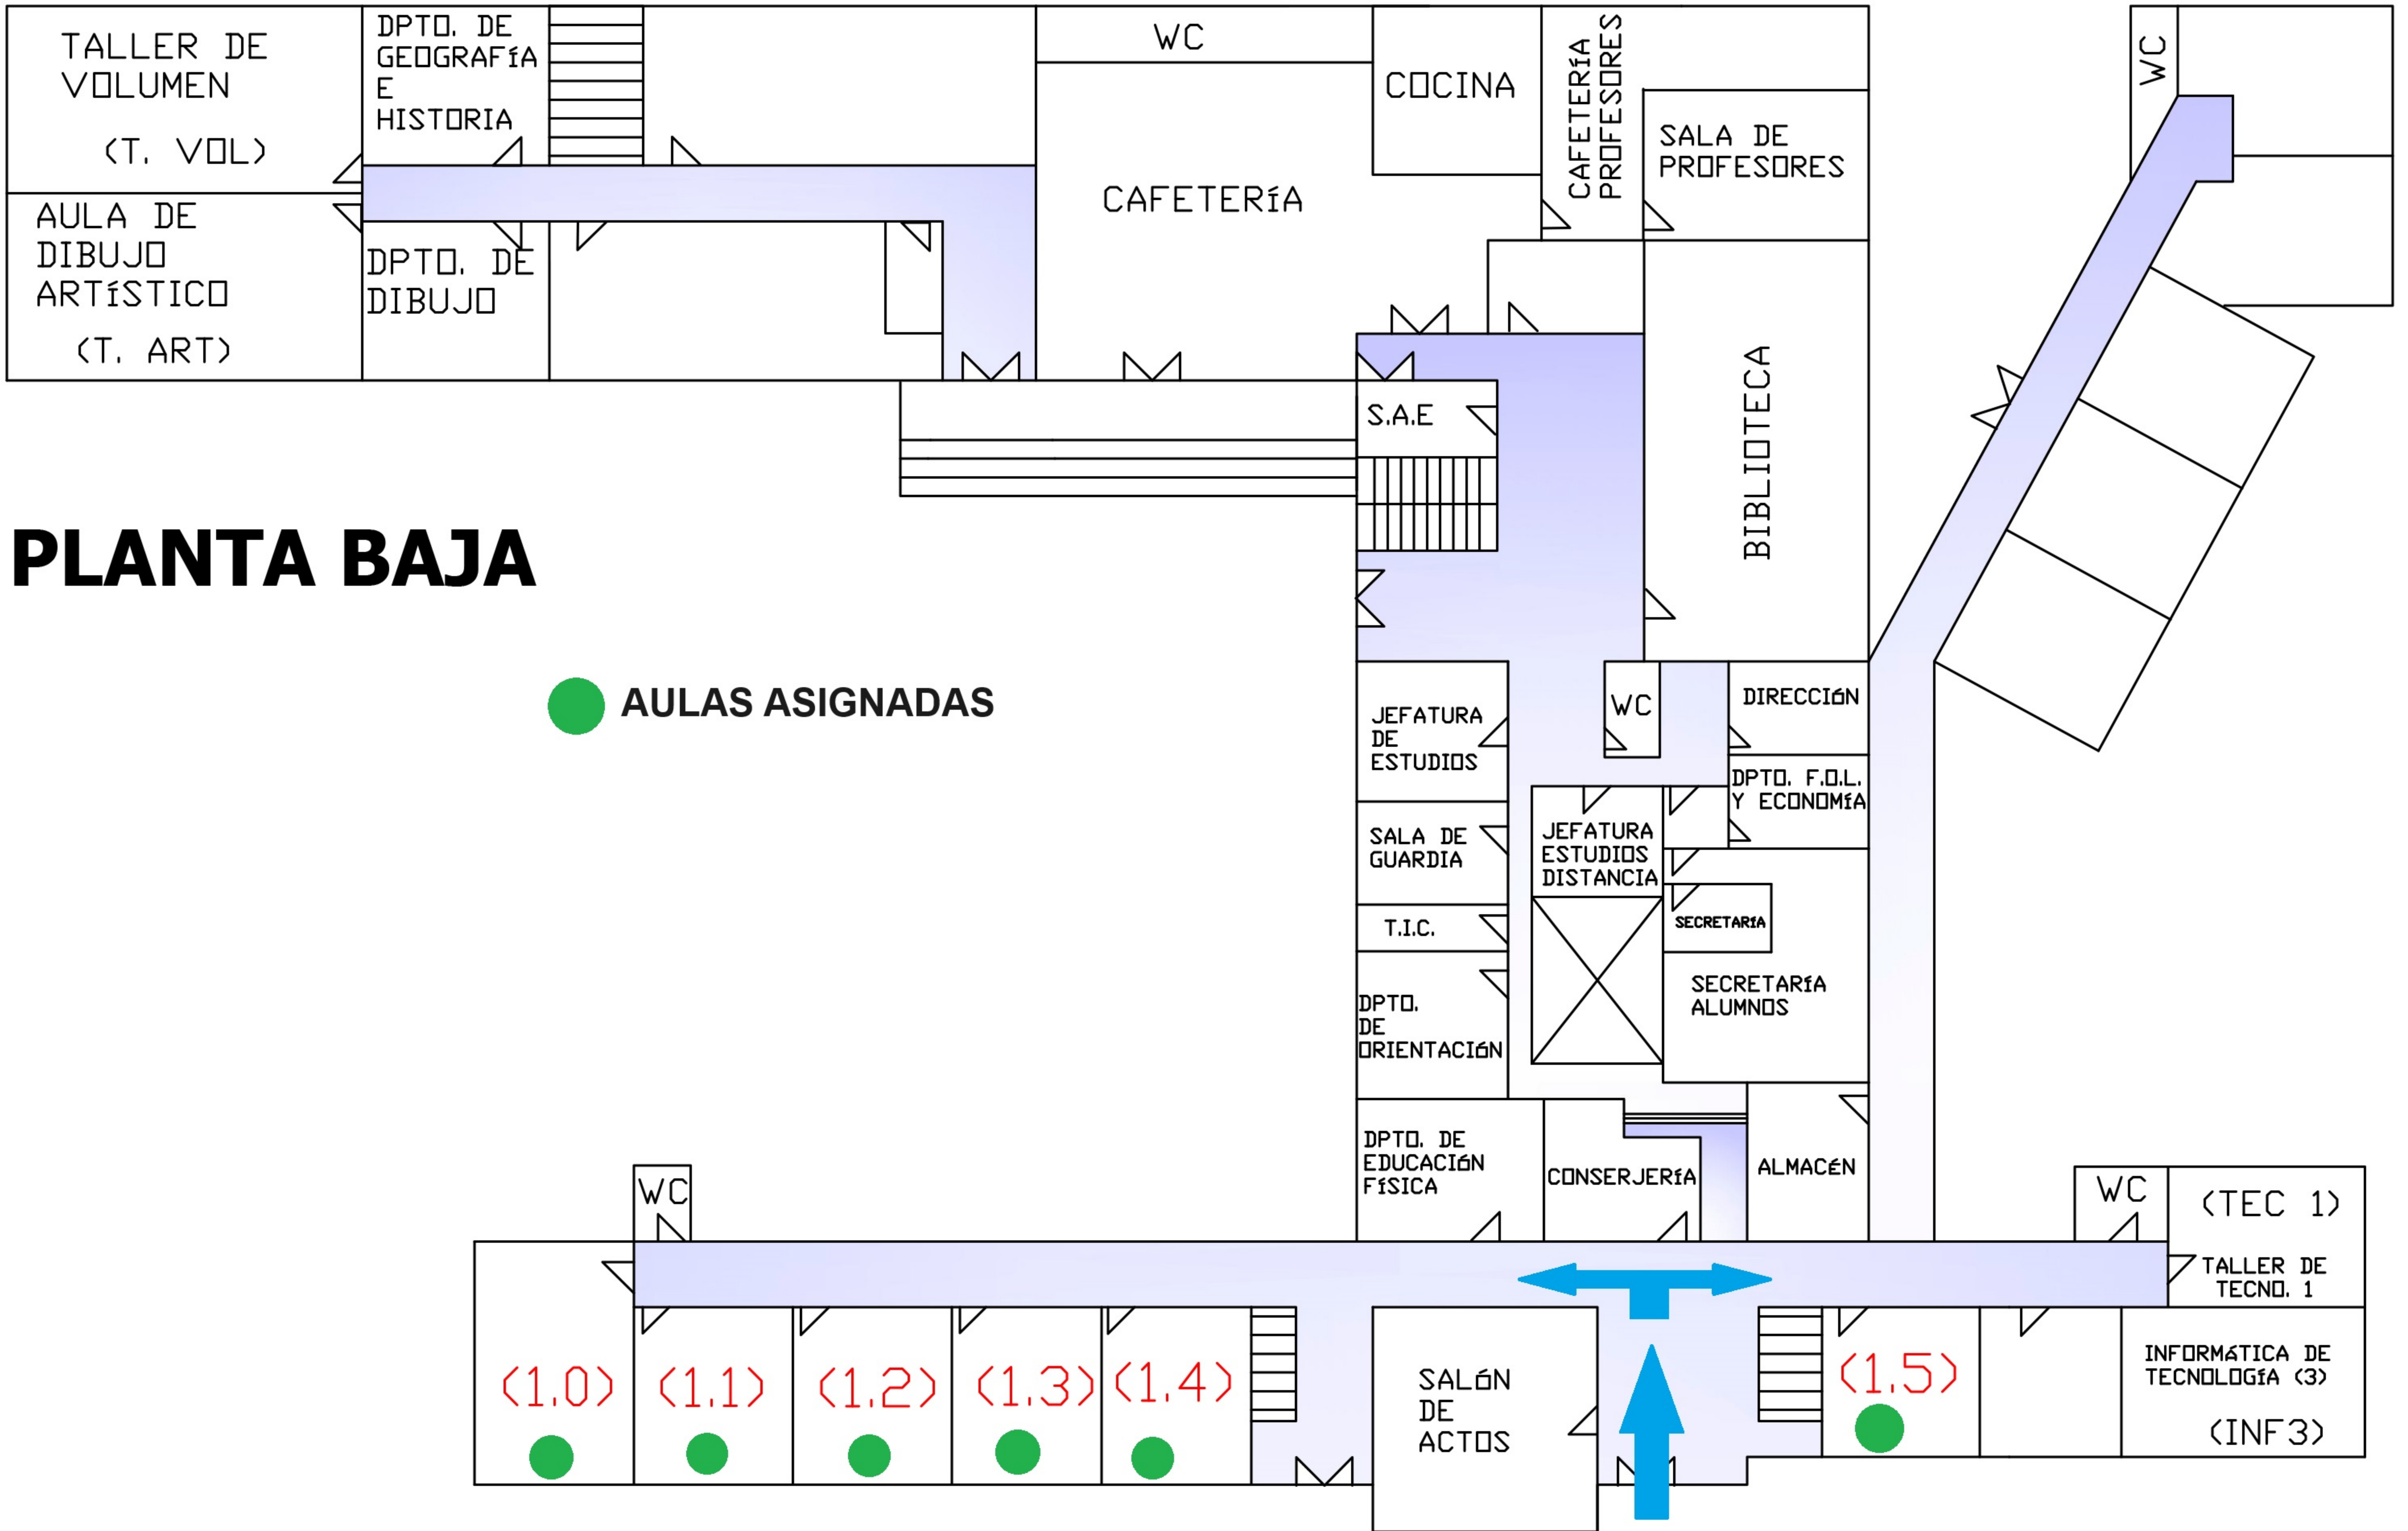 TALLER DE
VOLUMEN
(T. VOL)
DPTO. DE
GEOGRAFíA
E
HISTORIA
WC
COCINA
CAFETERÍA
PROFESORES
SALA DE
PROFESORES
WC
AULA DE
DIBUJO
ARTíSTICO
(T. ART)
DPTO. DE
DIBUJO
CAFETERíA
S.A.E
BIBLIOTECA
PLANTA BAJA
AULAS ASIGNADAS
JEFATURA
DE
ESTUDIOS
WC
DIRECCIóN
DPTO. F.O.L.
Y ECONOMíA
SALA DE
GUARDIA
JEFATURA
ESTUDIOS
DISTANCIA
T.I.C.
SECRETARíA
DPTO.
DE
ORIENTACIóN
SECRETARíA
ALUMNOS
DPTO. DE
EDUCACIóN
FíSICA
CONSERJERíA
ALMACÉN
WC
WC
(TEC 1)
TALLER DE
TECNO. 1
(1.0)
(1.1)
(1.2)
(1.3)
(1.4)
SALóN
DE
ACTOS
(1.5)
INFORMáTICA DE
TECNOLOGíA (3)
(INF3)